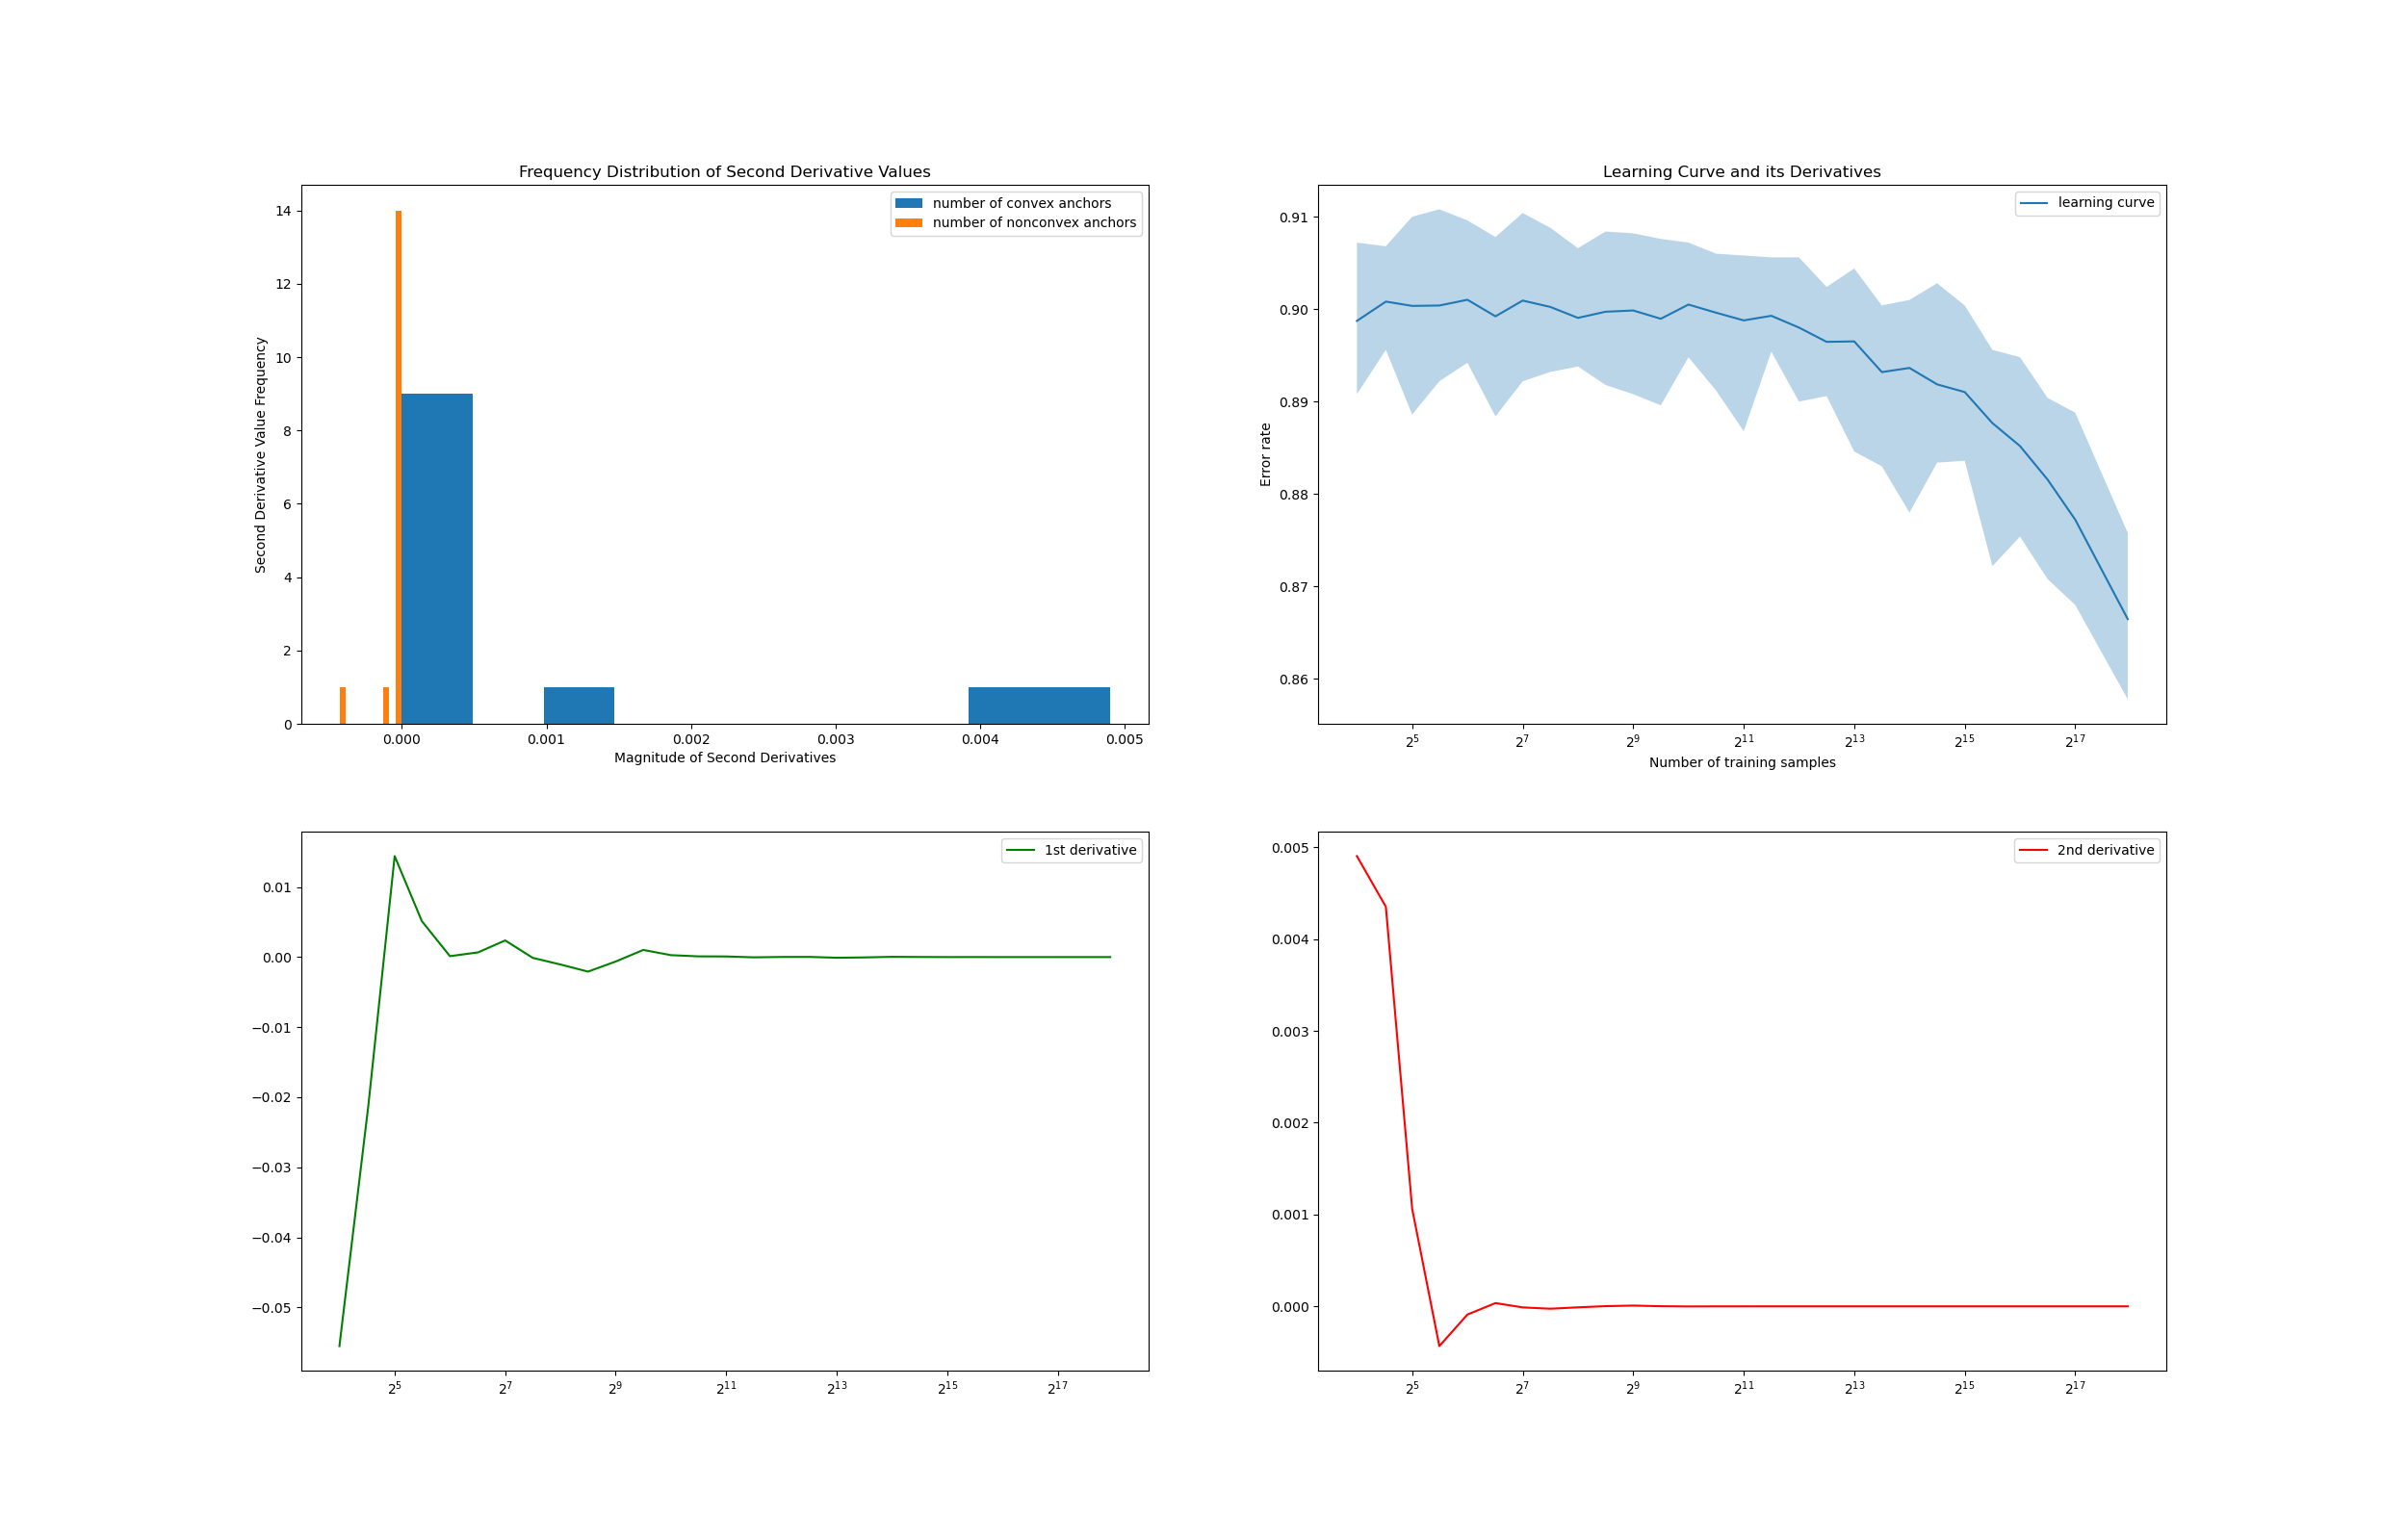 Frequency Distribution of Second Derivative Values
number of convex anchors
number of nonconvex anchors
Second Derivative Value Frequency
14
12
10
8
6
4
2
0
0.000 0.001 0.002 0.003 0.004 0.005
Magnitude of Second Derivatives
Learning Curve and its Derivatives
learning curve
Error rate
0.91
0.90
0.89
0.88
0.87
0.86
2^5 2^7 2^9 2^11 2^13 2^15 2^17
Number of training samples
1st derivative
0.01
0.00
−0.01
−0.02
−0.03
−0.04
−0.05
2^5 2^7 2^9 2^11 2^13 2^15 2^17
2nd derivative
0.005
0.004
0.003
0.002
0.001
0.000
2^5 2^7 2^9 2^11 2^13 2^15 2^17